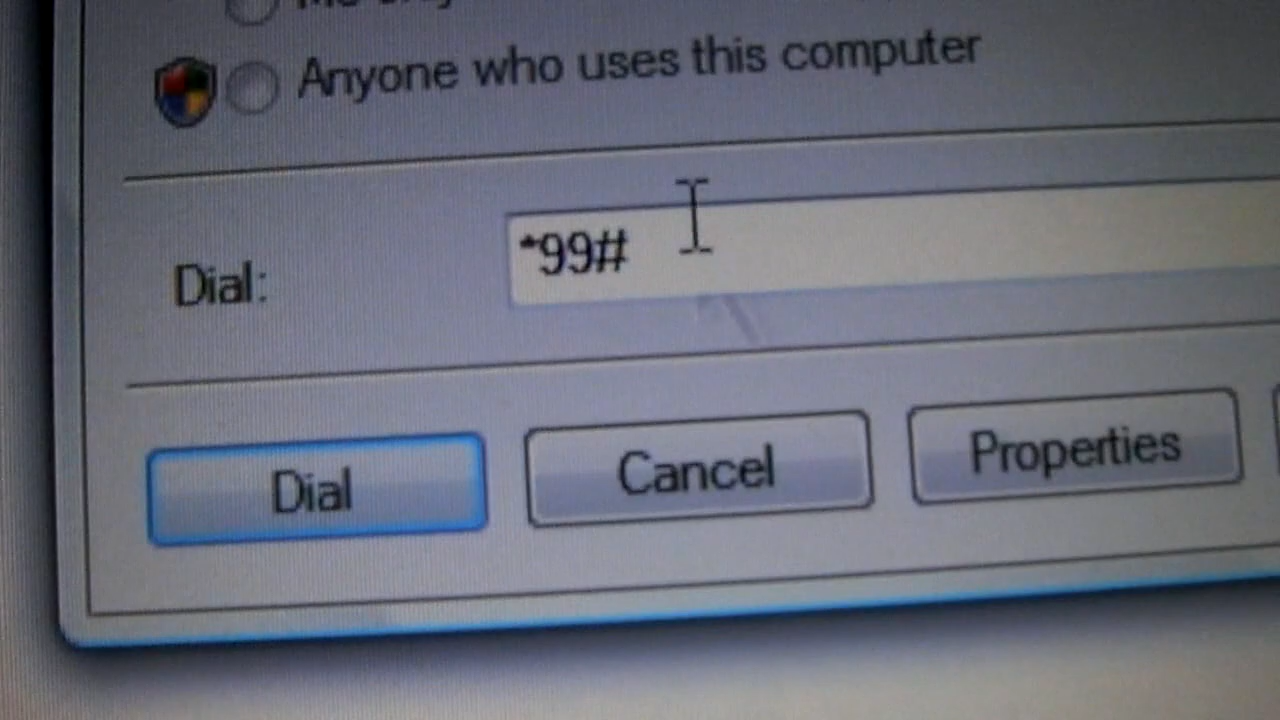 Anyone who uses this computer
Dial:
*99#
Dial
Cancel
Properties